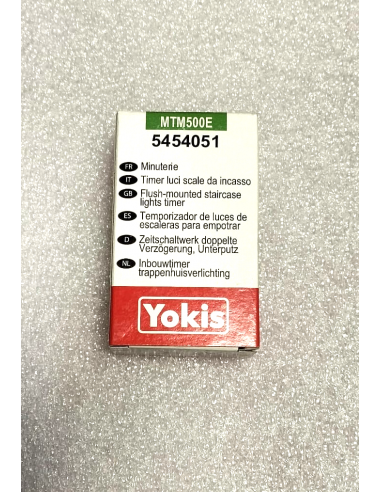 MTM500E
5454051
FR Minuterie
IT Timer luci scale da incasso
GB Flush-mounted staircase
lights timer
ES Temporizador de luces de
escaleras para empotrar
D Zeitschaltwerk doppelte
Verzögerung, Unterputz
NL Inbouwtimer
trappenhuisverlichting
Yokis